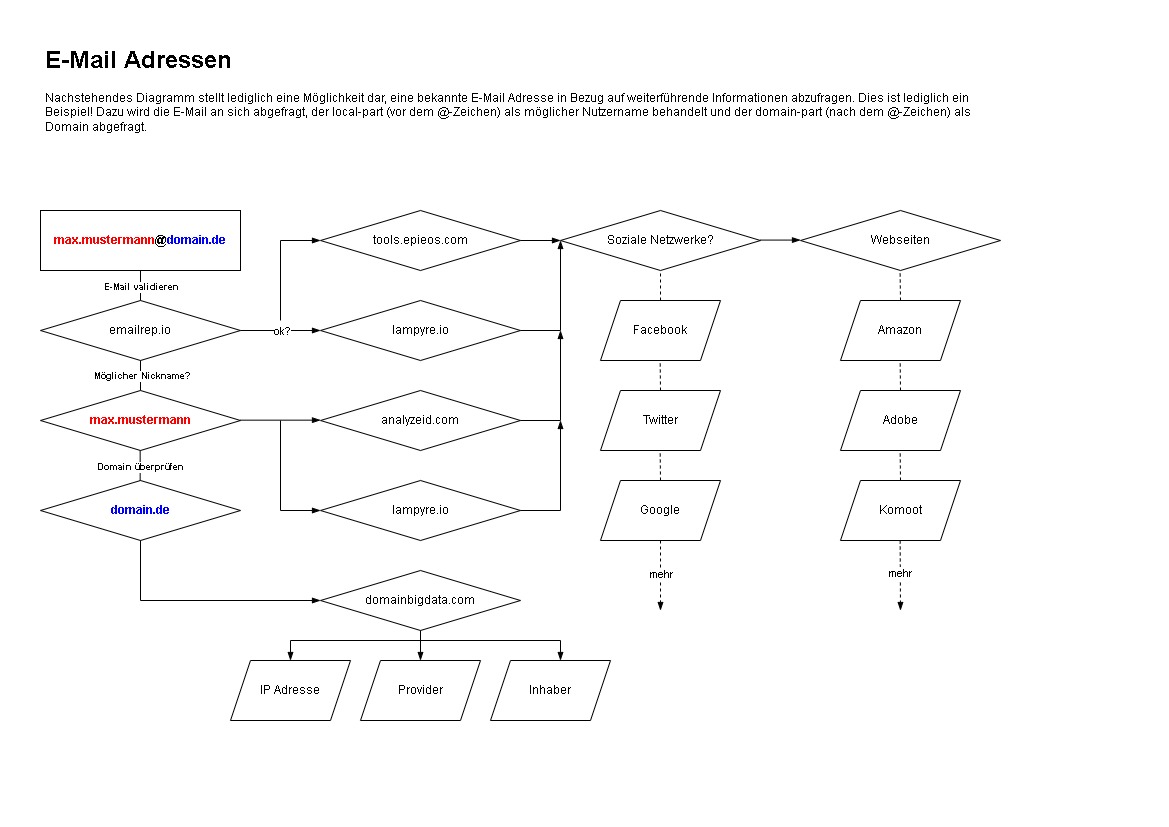 E-Mail Adressen
Nachstehendes Diagramm stellt lediglich eine Möglichkeit dar, eine bekannte E-Mail Adresse in Bezug auf weiterführende Informationen abzufragen. Dies ist lediglich ein
Beispiel! Dazu wird die E-Mail an sich abgefragt, der local-part (vor dem @-Zeichen) als möglicher Nutzername behandelt und der domain-part (nach dem @-Zeichen) als
Domain abgefragt.
max.mustermann@domain.de
tools.epieos.com
Soziale Netzwerke?
Webseiten
E-Mail validieren
emailrep.io
ok?
lampyre.io
Facebook
Amazon
Möglicher Nickname?
max.mustermann
analyzeid.com
Twitter
Adobe
Domain überprüfen
domain.de
lampyre.io
Google
Komoot
mehr
mehr
domainbigdata.com
IP Adresse
Provider
Inhaber